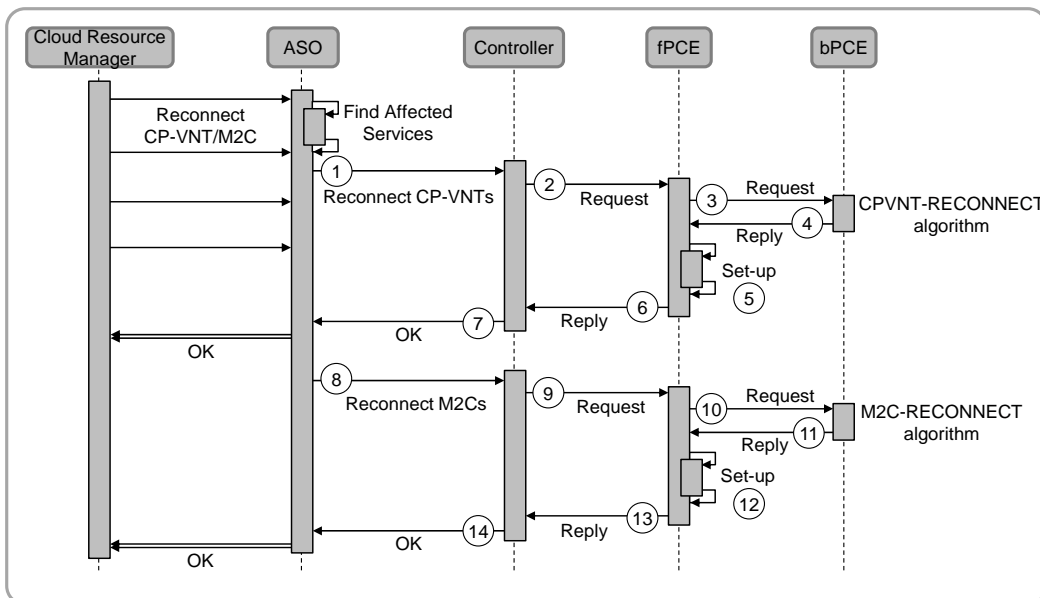 Cloud Resource
Manager
ASO
Controller
fPCE
bPCE
Reconnect
CP-VNT/M2C
Find Affected
Services
1
Reconnect CP-VNTs
2
Request
3
Request
CPVNT-RECONNECT
algorithm
4
Reply
Set-up
5
6
Reply
7
OK
OK
8
Reconnect M2Cs
9
Request
10
Request
M2C-RECONNECT
algorithm
11
Reply
Set-up
12
13
Reply
14
OK
OK